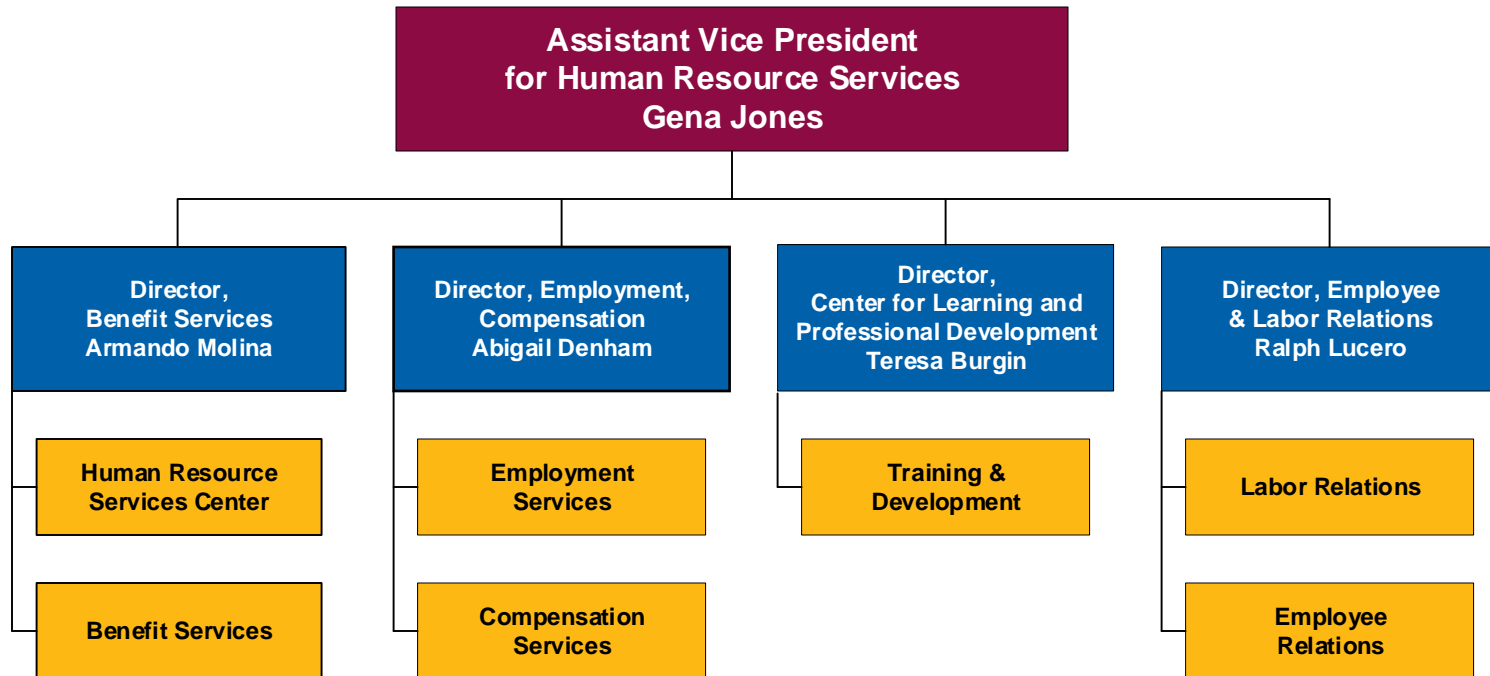 Assistant Vice President
for Human Resource Services
Gena Jones
Director,
Benefit Services
Armando Molina
Director, Employment,
Compensation
Abigail Denham
Director,
Center for Learning and
Professional Development
Teresa Burgin
Director, Employee
& Labor Relations
Ralph Lucero
Human Resource
Services Center
Employment
Services
Training &
Development
Labor Relations
Benefit Services
Compensation
Services
Employee
Relations